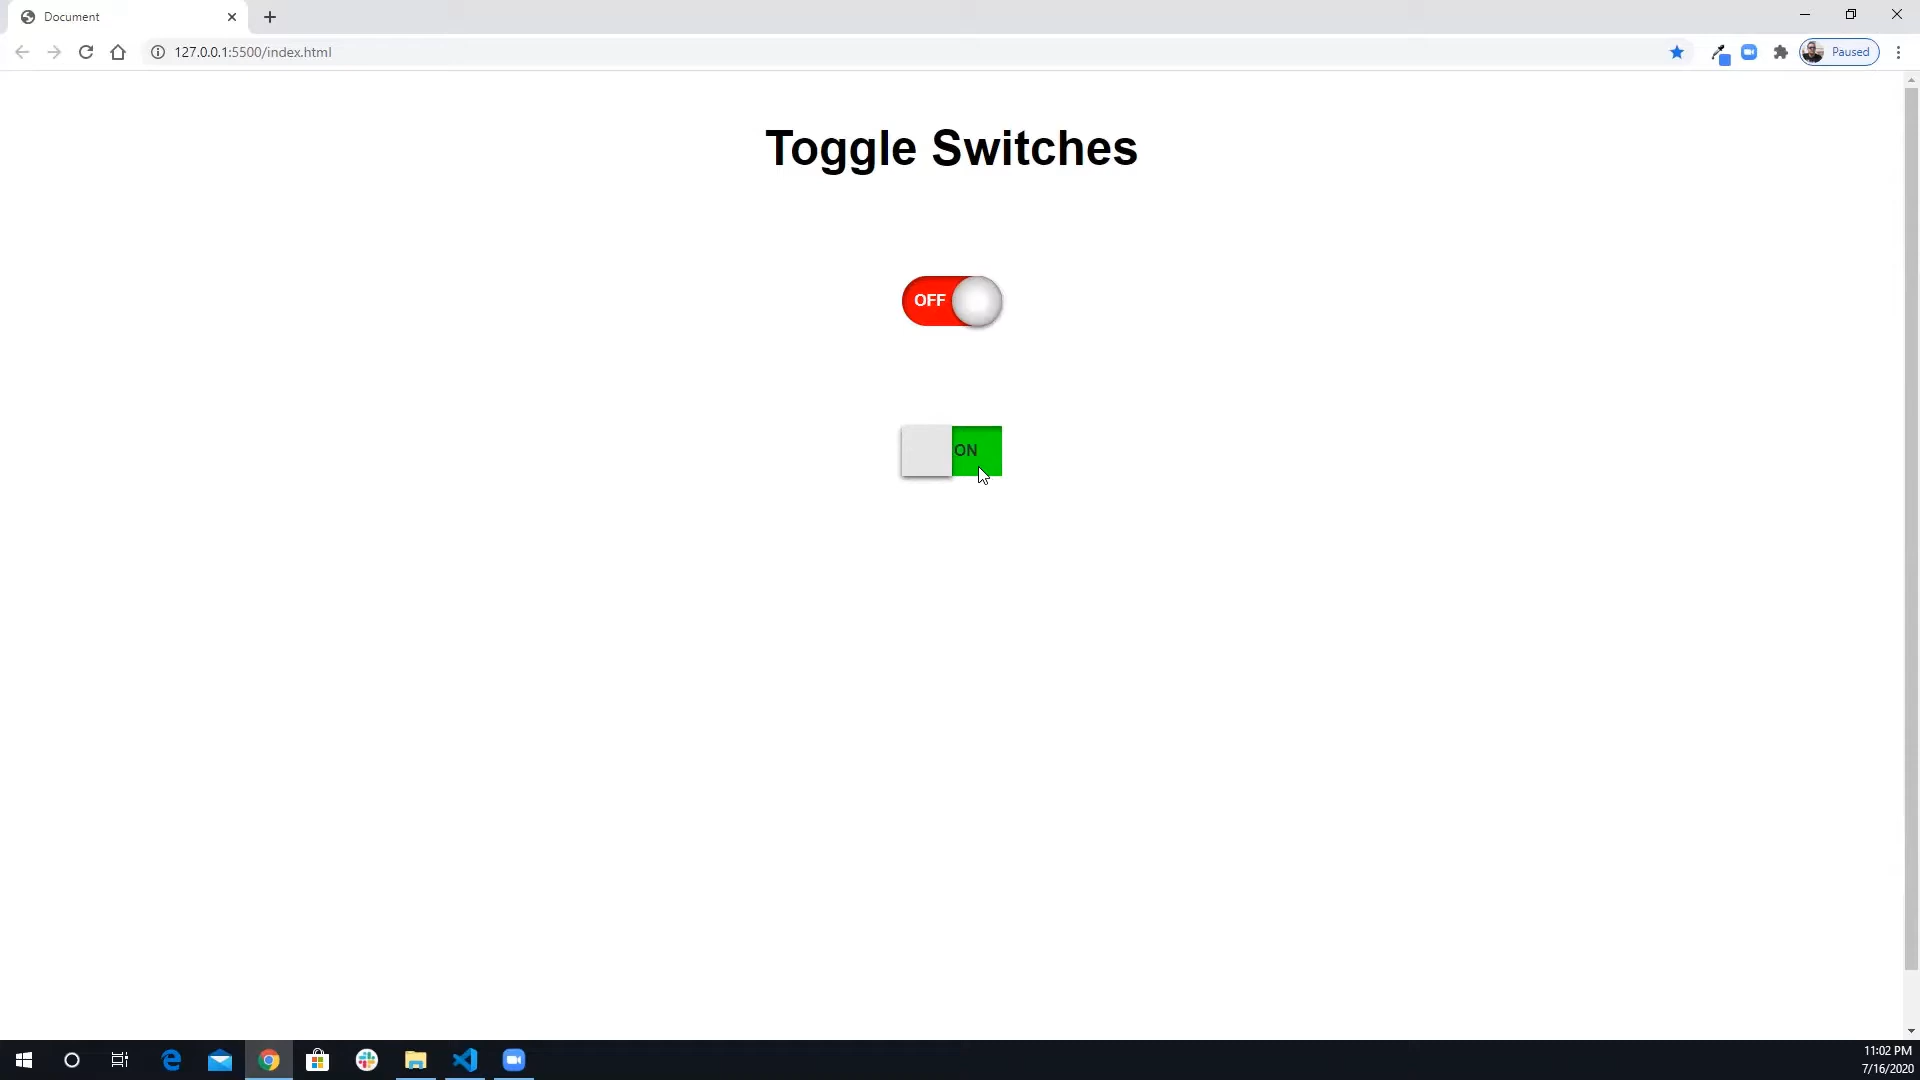 Document
127.0.0.1:5500/index.html
Paused
Toggle Switches
OFF
ON
11:02 PM
7/16/2020